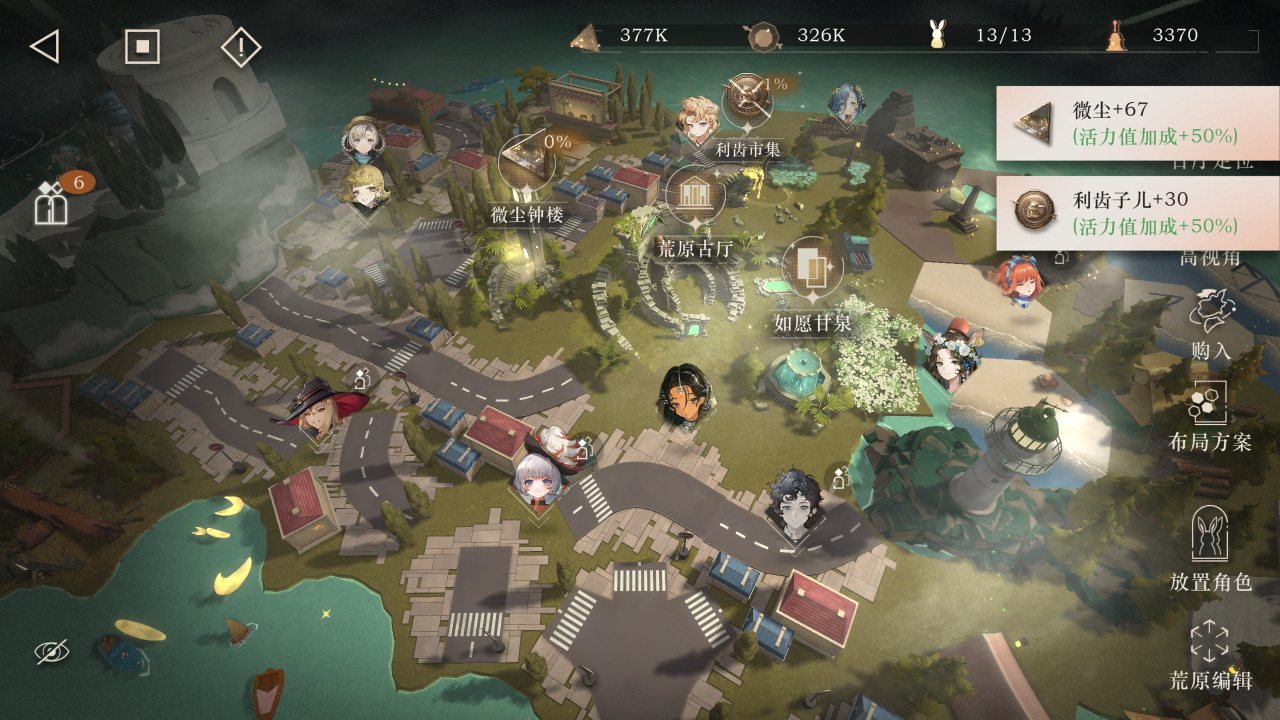 377K
326K
13/13
3370
微尘+67
(活力值加成+50%)
利齿子儿+30
(活力值加成+50%)
6
1%
利齿市集
0%
微尘钟楼
荒原古厅
如愿甘泉
高视角
购入
布局方案
放置角色
荒原编辑